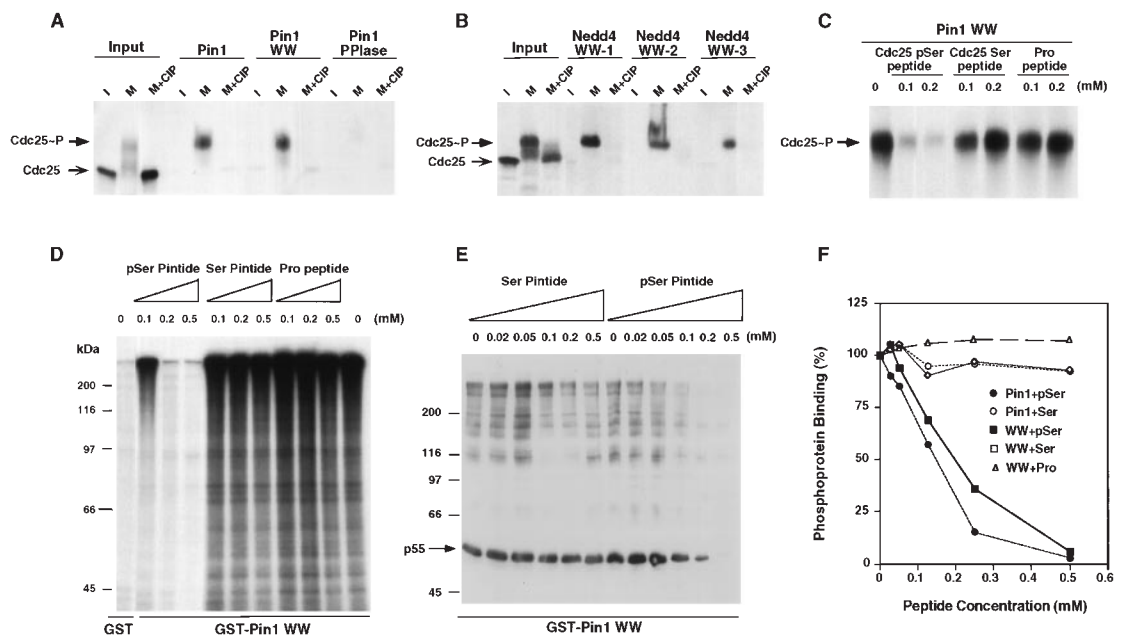 A
Input Pin1 Pin1 WW Pin1 PPIase
I M M+CIP I M M+CIP I M M+CIP I M M+CIP
Cdc25~P
Cdc25
B
Input Nedd4 WW-1 Nedd4 WW-2 Nedd4 WW-3
I M M+CIP I M M+CIP I M M+CIP I M M+CIP
Cdc25~P
Cdc25
C
Pin1 WW
Cdc25 pSer peptide Cdc25 Ser peptide Pro peptide
0 0.1 0.2 0.1 0.2 0.1 0.2 (mM)
Cdc25~P
D
pSer Pintide Ser Pintide Pro peptide
0 0.1 0.2 0.5 0.1 0.2 0.5 0.1 0.2 0.5 0 (mM)
kDa
200
116
97
66
45
GST GST-Pin1 WW
E
Ser Pintide pSer Pintide
0 0.02 0.05 0.1 0.2 0.5 0 0.02 0.05 0.1 0.2 0.5 (mM)
200
116
97
66
p55
45
GST-Pin1 WW
F
Phosphoprotein Binding (%)
125
100
75
50
25
0
Pin1+pSer
Pin1+Ser
WW+pSer
WW+Ser
WW+Pro
0 0.1 0.2 0.3 0.4 0.5 0.6
Peptide Concentration (mM)